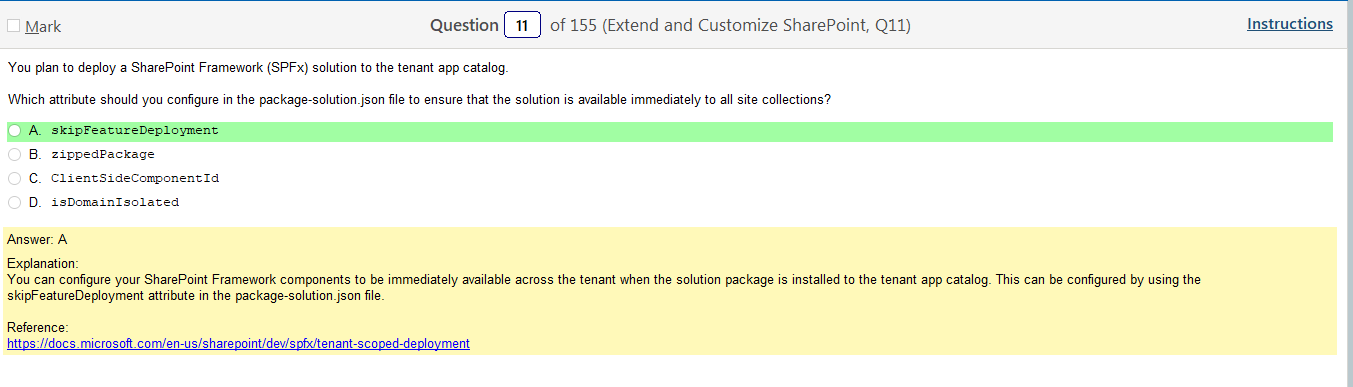 Mark
Question 11 of 155 (Extend and Customize SharePoint, Q11)
Instructions
You plan to deploy a SharePoint Framework (SPFx) solution to the tenant app catalog.
Which attribute should you configure in the package-solution.json file to ensure that the solution is available immediately to all site collections?
A. skipFeatureDeployment
B. zippedPackage
C. ClientSideComponentId
D. isDomainIsolated
Answer: A
Explanation:
You can configure your SharePoint Framework components to be immediately available across the tenant when the solution package is installed to the tenant app catalog. This can be configured by using the
skipFeatureDeployment attribute in the package-solution.json file.
Reference:
https://docs.microsoft.com/en-us/sharepoint/dev/spfx/tenant-scoped-deployment